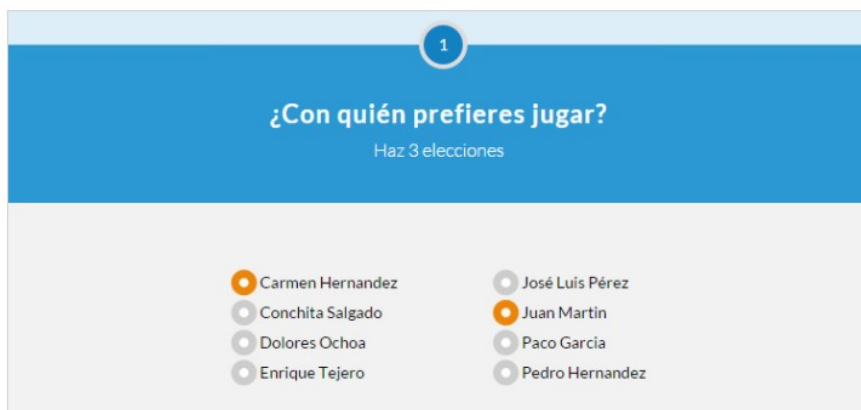 1
¿Con quién prefieres jugar?
Haz 3 elecciones
Carmen Hernandez
Conchita Salgado
Dolores Ochoa
Enrique Tejero
José Luis Pérez
Juan Martin
Paco Garcia
Pedro Hernandez